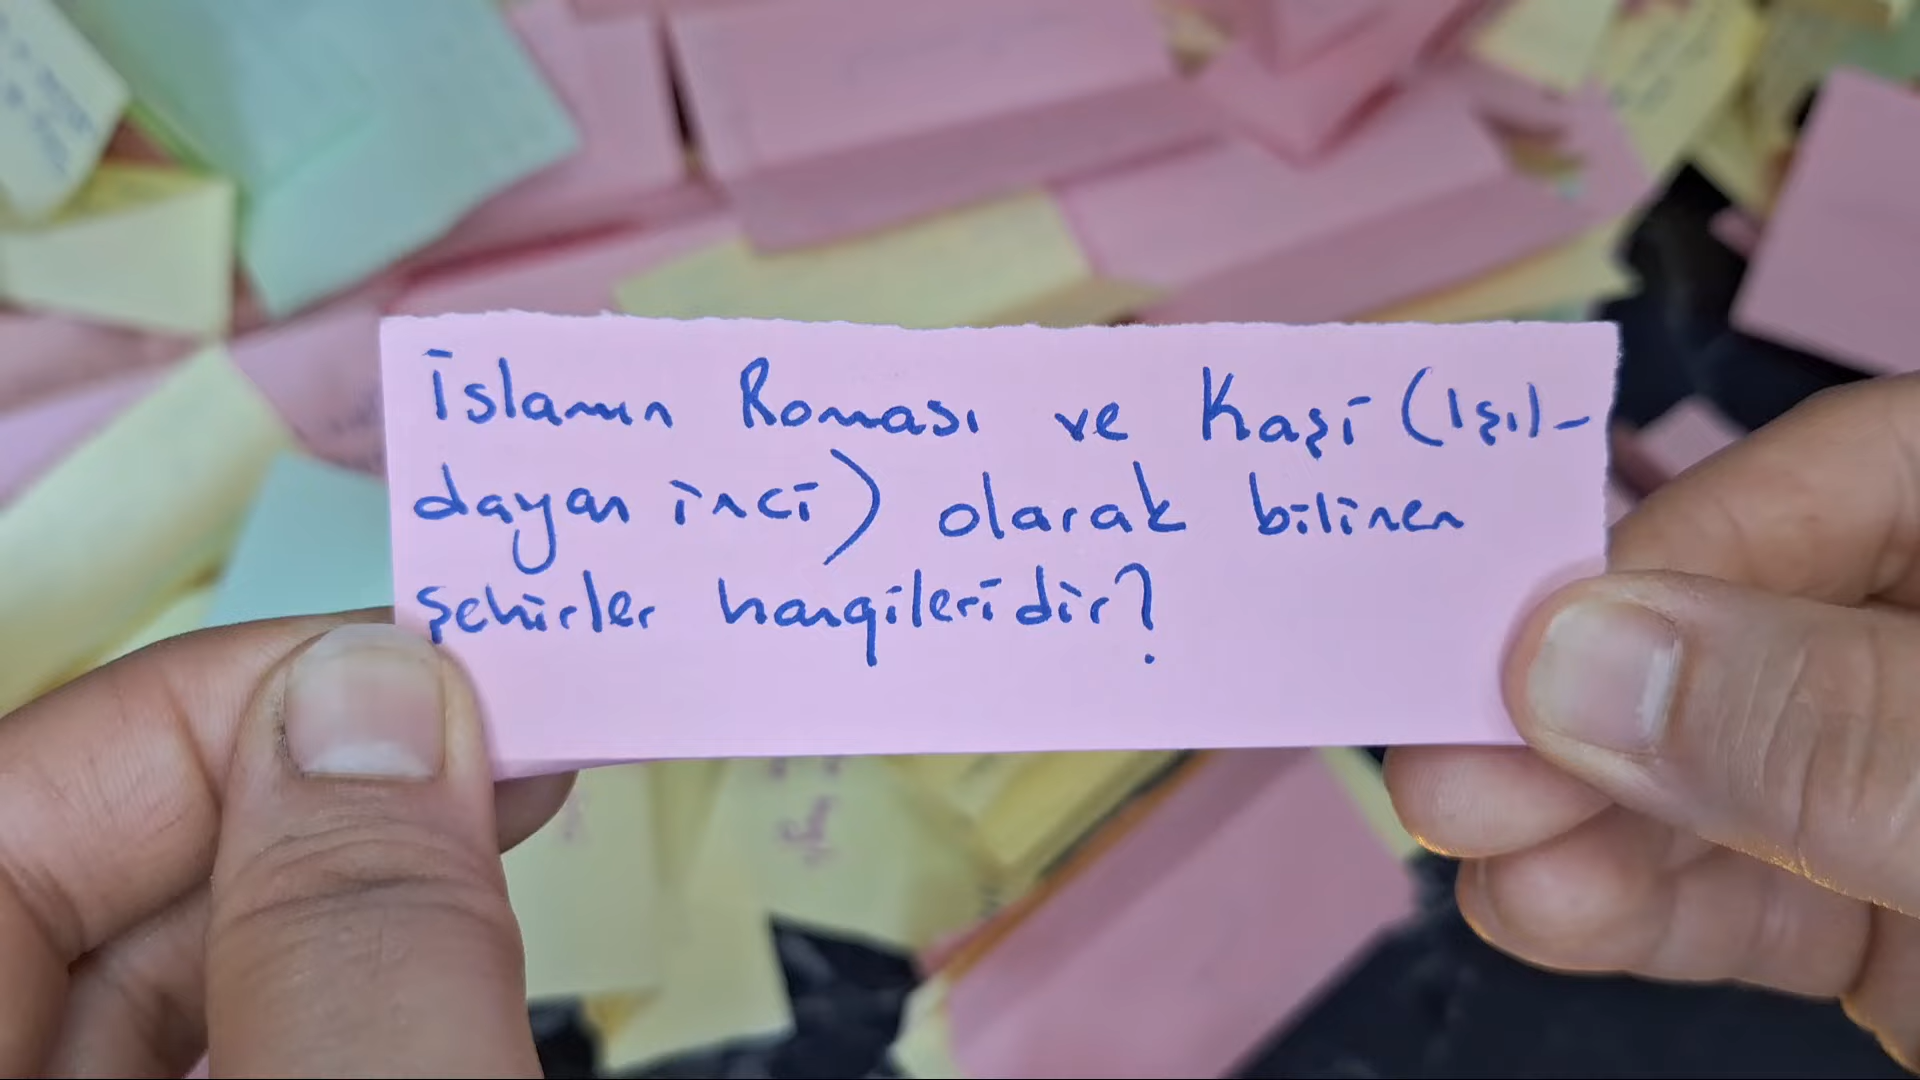 İslamın Roması ve Kaşi (Işıl-
dayan inci) olarak bilinen
şehirler hangileridir?